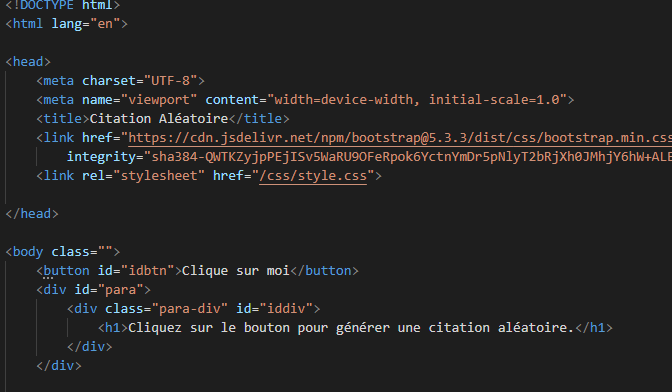 <!DOCTYPE html>
<html lang="en">
<head>
<meta charset="UTF-8">
<meta name="viewport" content="width=device-width, initial-scale=1.0">
<title>Citation Aléatoire</title>
<link href="https://cdn.jsdelivr.net/npm/bootstrap@5.3.3/dist/css/bootstrap.min.css
integrity="sha384-QWTKZyjpPEjISv5WaRU9OFeRpok6YctnYmDr5pNlyT2bRjXh0JMhjY6hW+ALE
<link rel="stylesheet" href="/css/style.css">
</head>
<body class="">
<button id="idbtn">Clique sur moi</button>
<div id="para">
<div class="para-div" id="iddiv">
<h1>Cliquez sur le bouton pour générer une citation aléatoire.</h1>
</div>
</div>